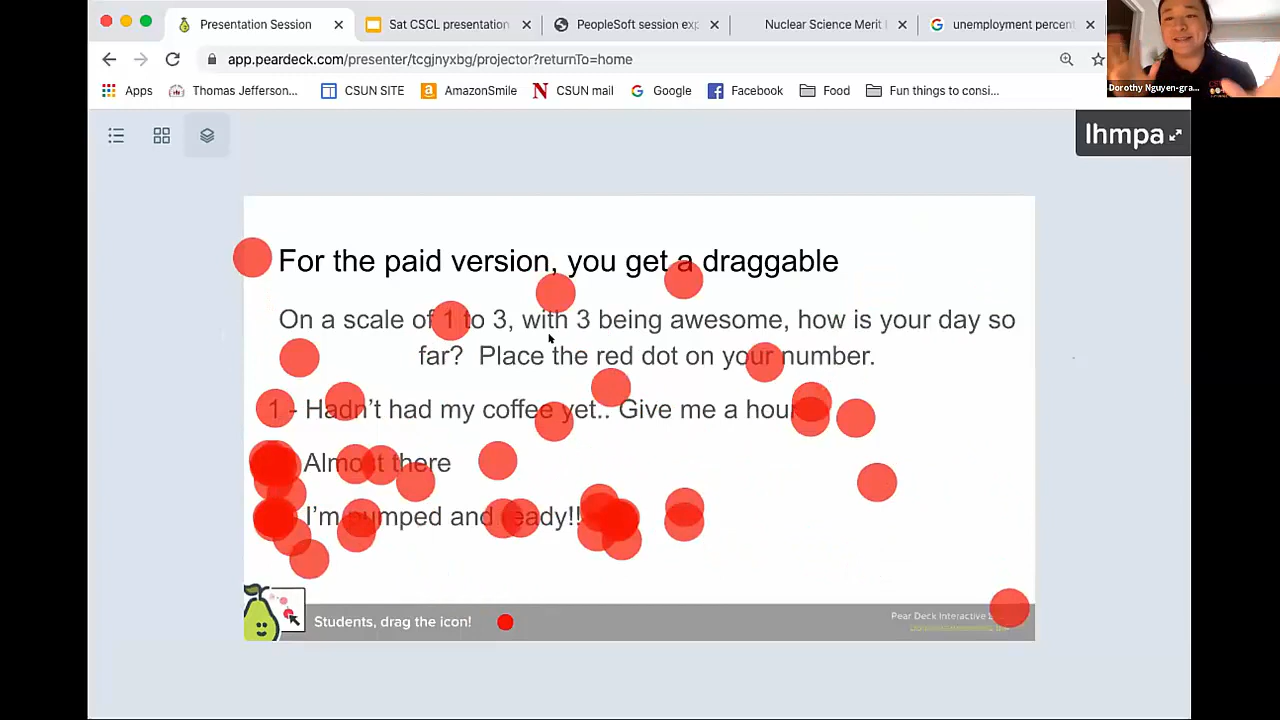 Presentation Session
Sat CSCL presentation
PeopleSoft session exp
Nuclear Science Merit
unemployment percent
app.peardeck.com/presenter/tcgjnyxbg/projector?returnTo=home
Apps
Thomas Jefferson...
CSUN SITE
AmazonSmile
CSUN mail
Google
Facebook
Food
Fun things to consi...
Dorothy Nguyen-gra...
lhmpa
For the paid version, you get a draggable
On a scale of 1 to 3, with 3 being awesome, how is your day so
far? Place the red dot on your number.
1 - Hadn't had my coffee yet.. Give me a hour
Almost there
I'm pumped and ready!!
Students, drag the icon!
Pear Deck Interactive